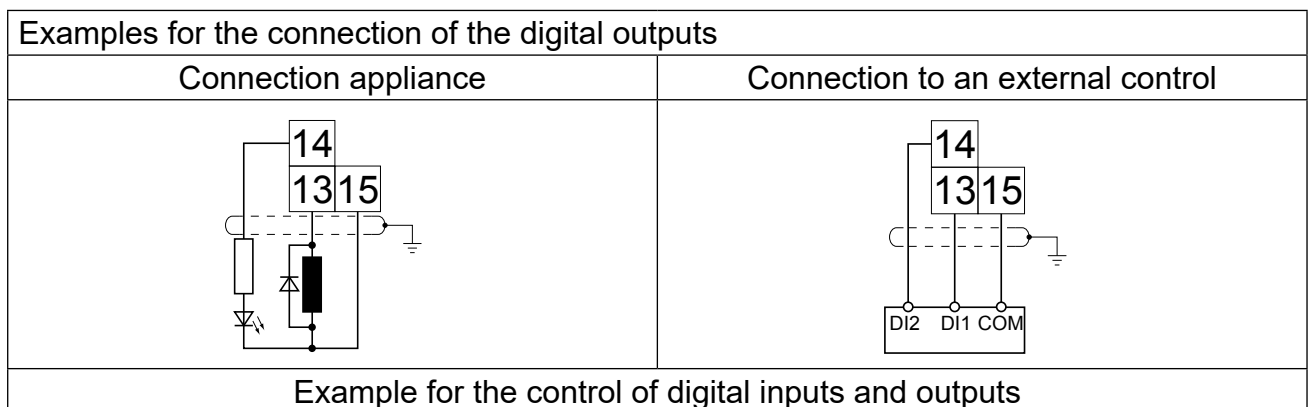 Examples for the connection of the digital outputs
Connection appliance
Connection to an external control
14
13 15
14
13 15
DI2 DI1 COM
Example for the control of digital inputs and outputs